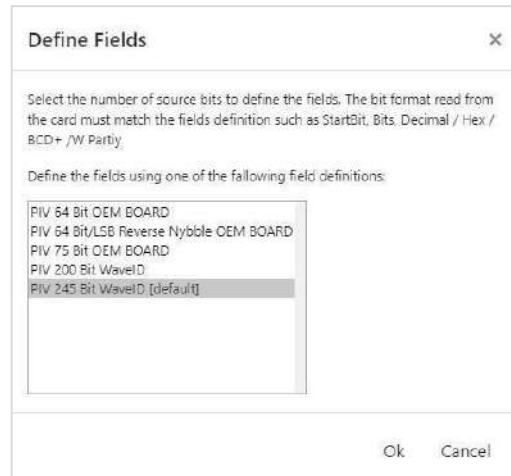 Define Fields
×
Select the number of source bits to define the fields. The bit format read from
the card must match the fields definition such as StartBit, Bits, Decimal / Hex /
BCD+ /W Partiy
Define the fields using one of the following field definitions:
PIV 64 Bit OEM BOARD
PIV 64 Bit/LSB Reverse Nybble OEM BOARD
PIV 75 Bit OEM BOARD
PIV 200 Bit WaveID
PIV 245 Bit WaveID [default]
Ok Cancel